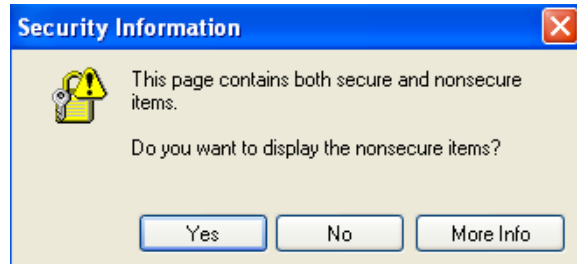 Security Information
This page contains both secure and nonsecure
items.
Do you want to display the nonsecure items?
Yes
No
More Info